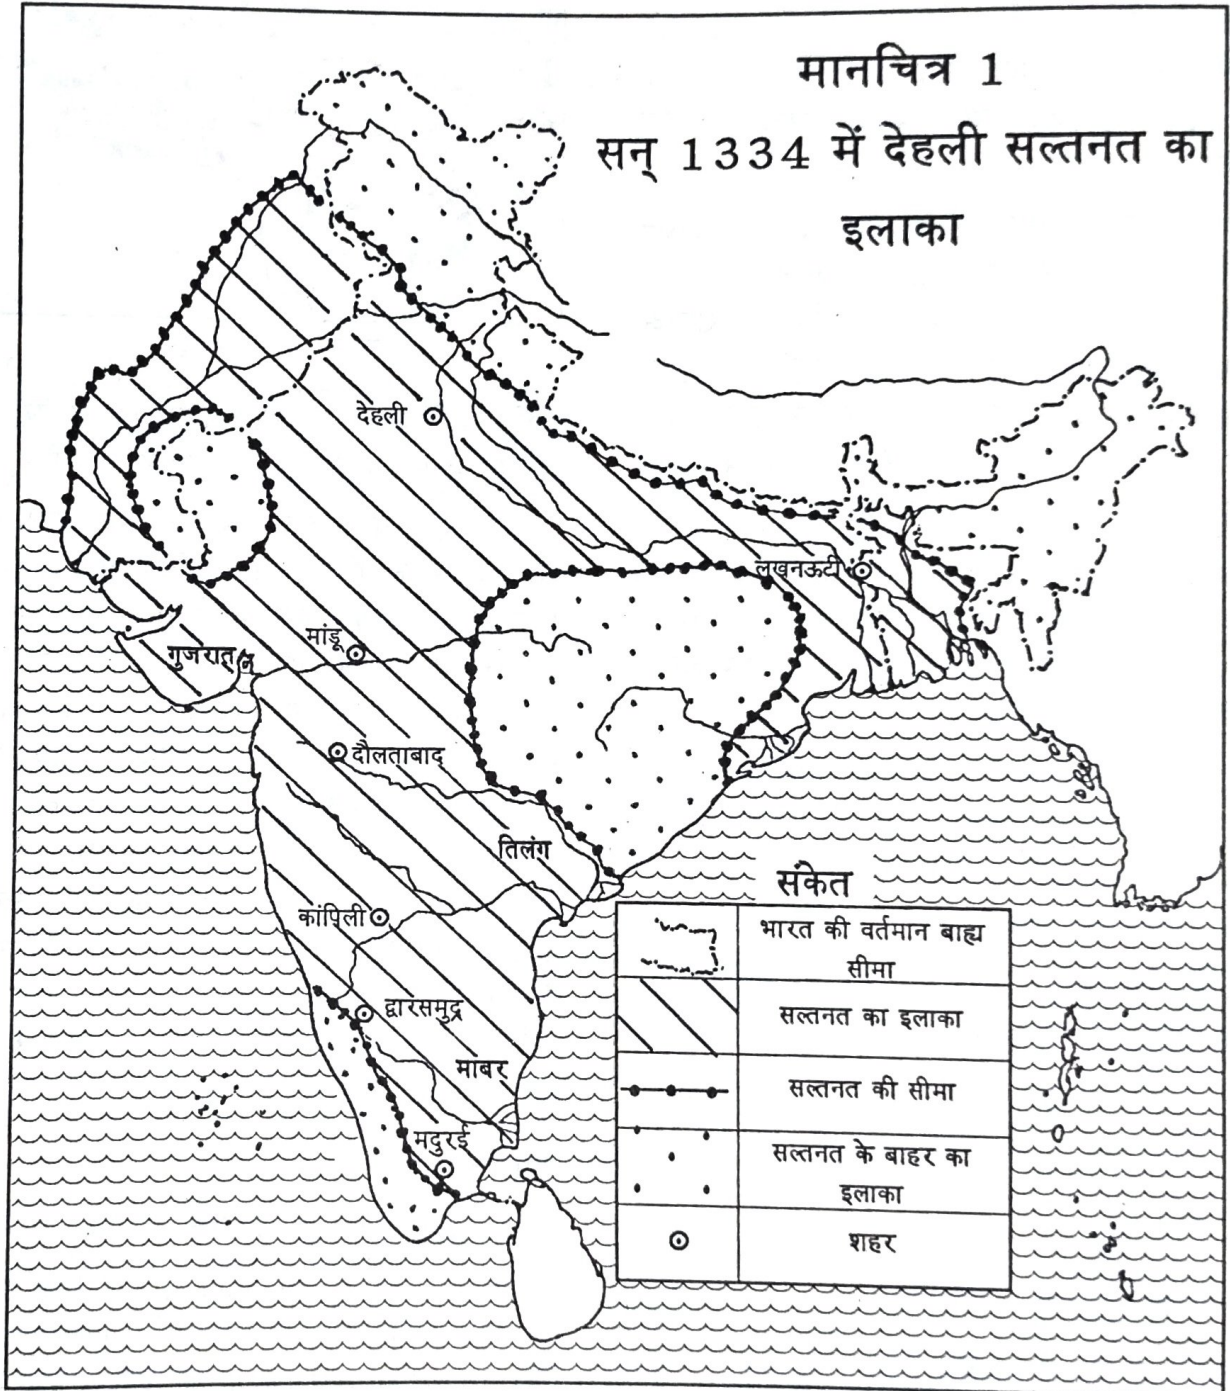 मानचित्र 1
सन् 1334 में देहली सल्तनत का
इलाका
देहली
लखनऊटी
मांडू
गुजरात
दौलताबाद
तिलंग
कांपिली
द्वारसमुद्र
माबर
मदुरई
संकेत
भारत की वर्तमान बाह्य
सीमा
सल्तनत का इलाका
सल्तनत की सीमा
सल्तनत के बाहर का
इलाका
शहर